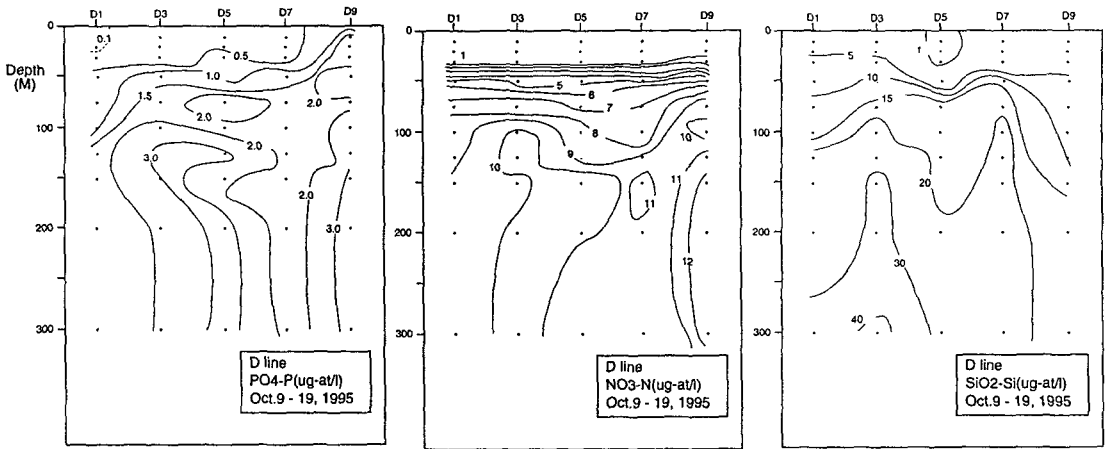 D1 D3 D5 D7 D9
0
0.1
0.5
Depth
(M)
1.0
1.5
2.0
2.0
100
2.0
3.0
2.0
200
3.0
300
D line
PO4-P(ug-at/l)
Oct.9 - 19, 1995
D1 D3 D5 D7 D9
0
1
5
6
7
100
8
10
9
10
11
11
200
12
300
D line
NO3-N(ug-at/l)
Oct.9 - 19, 1995
D1 D3 D5 D7 D9
0
5
10
15
100
20
200
30
40
300
D line
SiO2-Si(ug-at/l)
Oct.9 - 19, 1995